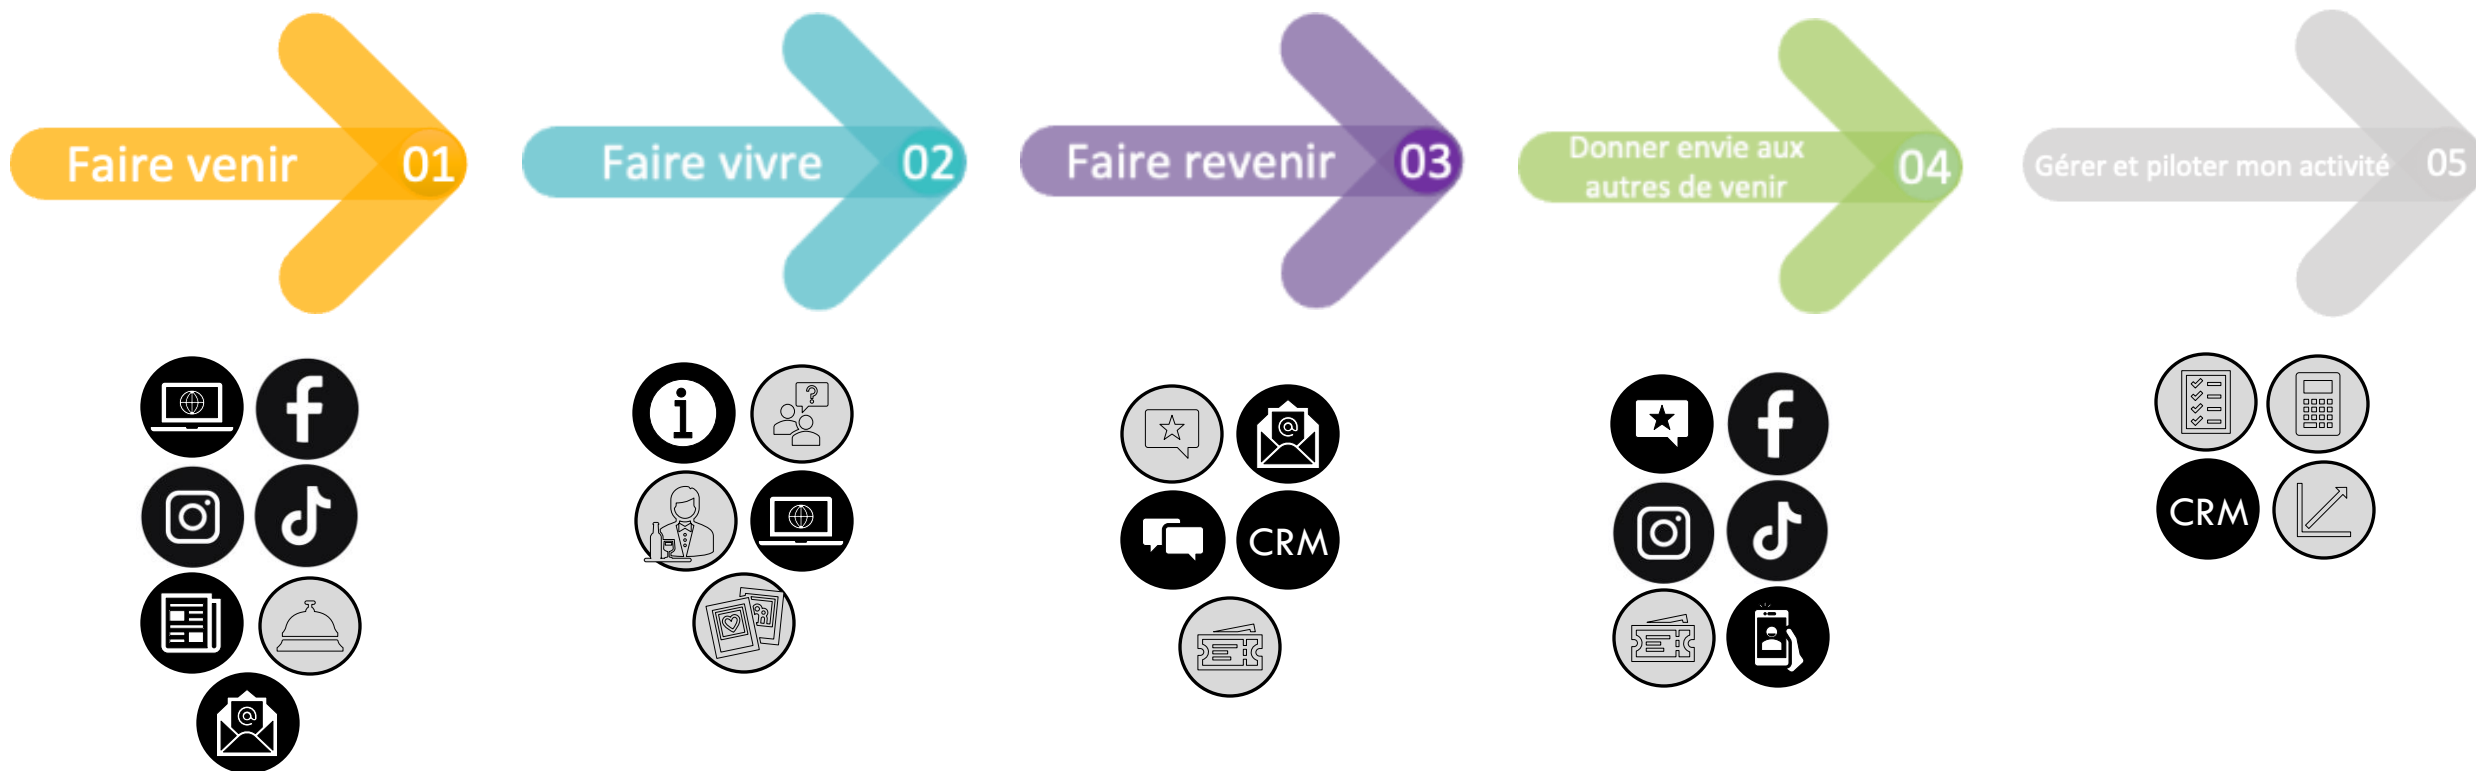 Faire venir 01
Faire vivre 02
Faire revenir 03
Donner envie aux
autres de venir 04
Gérer et piloter mon activité 05
CRM
CRM